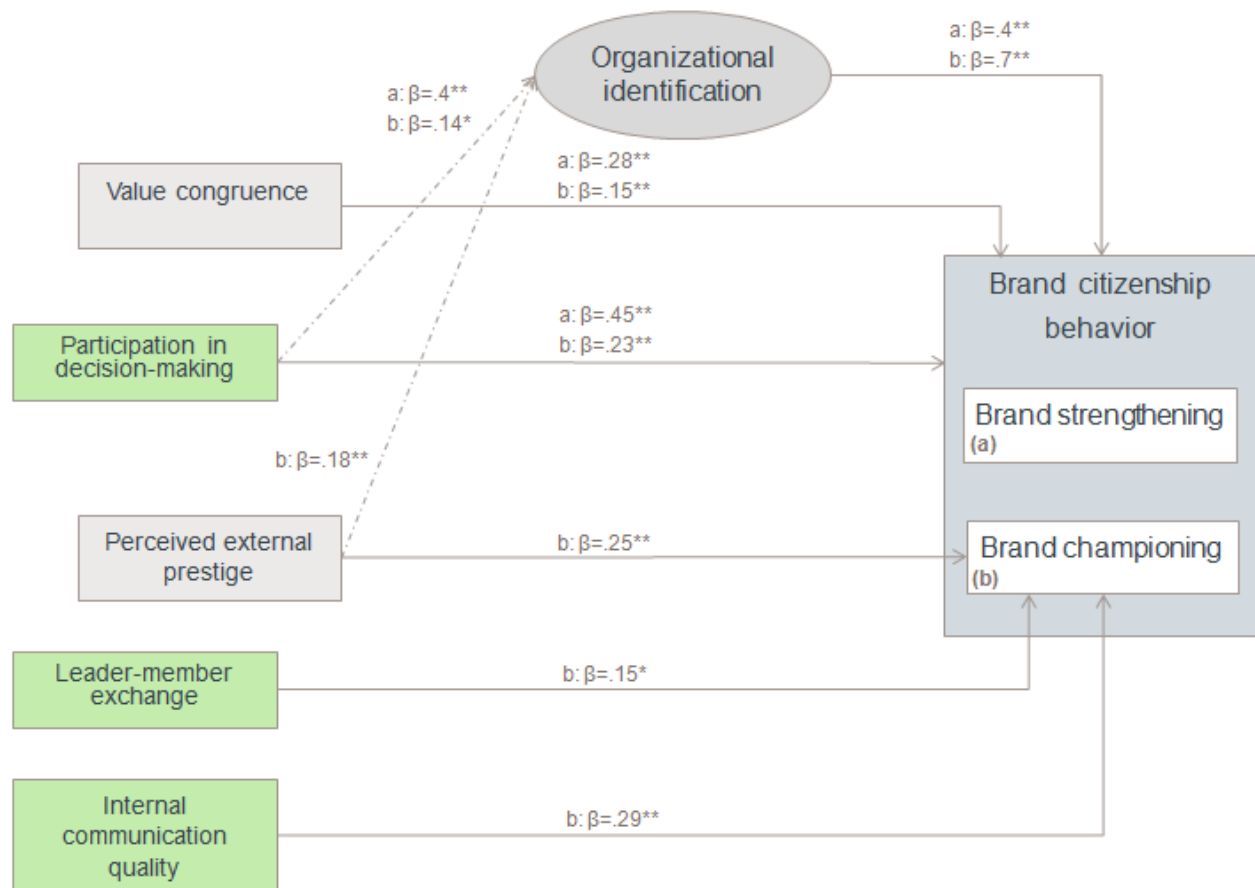 Organizational
identification
a: β=.4**
b: β=.7**
a: β=.4**
b: β=.14*
Value congruence
a: β=.28**
b: β=.15**
Brand citizenship
behavior
Participation in
decision-making
a: β=.45**
b: β=.23**
Brand strengthening
(a)
b: β=.18**
Perceived external
prestige
b: β=.25**
Brand championing
(b)
Leader-member
exchange
b: β=.15*
Internal
communication
quality
b: β=.29**